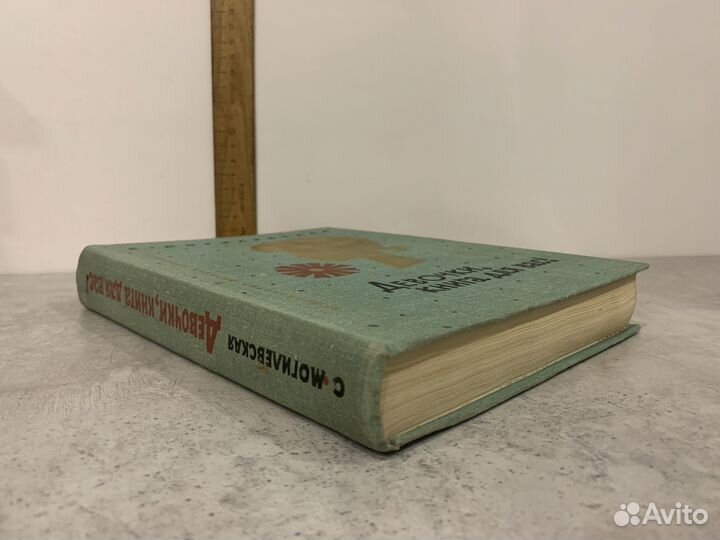 С. МОГИЛЕВСКАЯ
ДЕВОЧКИ, КНИГА ДЛЯ ВАС!
ДЕВОЧКИ
КНИГА ДЛЯ ВАС
Avito